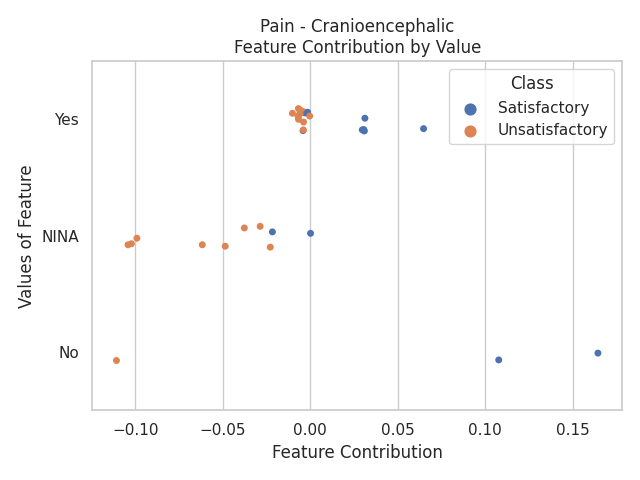 Pain - Cranioencephalic
Feature Contribution by Value
Class
Satisfactory
Unsatisfactory
Values of Feature
Yes
NINA
No
−0.10
−0.05
0.00
0.05
0.10
0.15
Feature Contribution